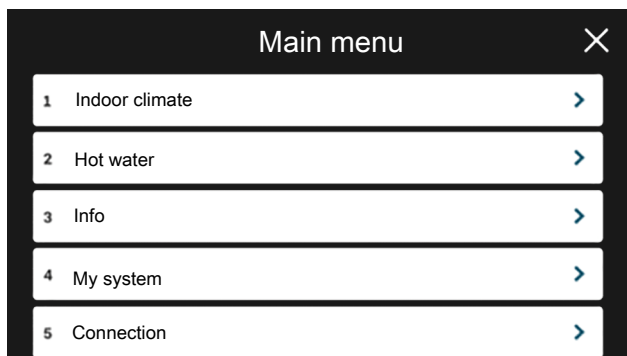 Main menu
1 Indoor climate
2 Hot water
3 Info
4 My system
5 Connection